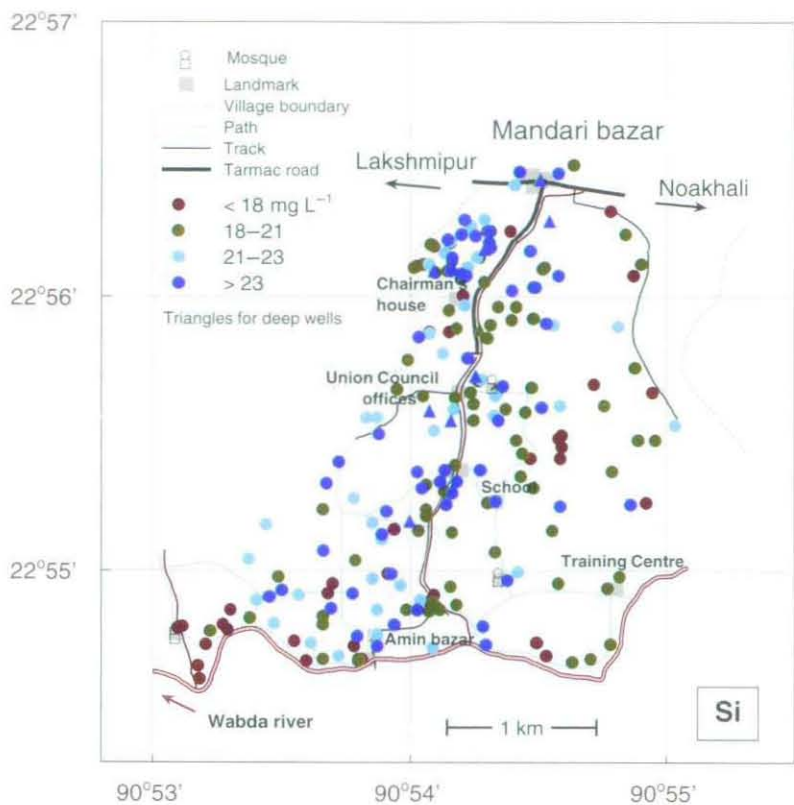 22°57'
22°56'
22°55'
Mosque
Landmark
Village boundary
Path
Track
Tarmac road
< 18 mg L⁻¹
18–21
21–23
> 23
Triangles for deep wells
Mandari bazar
Lakshmipur
Noakhali
Chairman's
house
Union Council
offices
School
Training Centre
Amin bazar
Wabda river
1 km
Si
90°53'
90°54'
90°55'